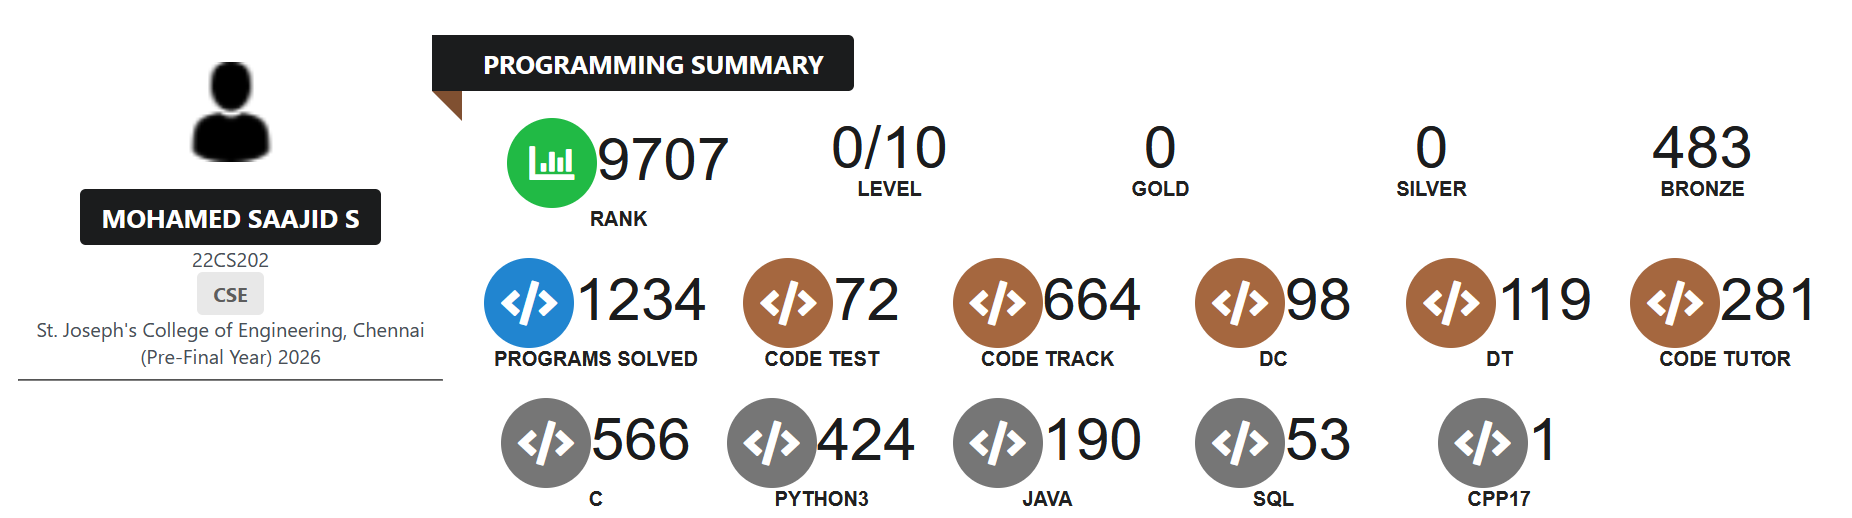 PROGRAMMING SUMMARY
MOHAMED SAAJID S
22CS202
CSE
St. Joseph's College of Engineering, Chennai
(Pre-Final Year) 2026
9707
RANK
0/10
LEVEL
0
GOLD
0
SILVER
483
BRONZE
1234
PROGRAMS SOLVED
72
CODE TEST
664
CODE TRACK
98
DC
119
DT
281
CODE TUTOR
566
C
424
PYTHON3
190
JAVA
53
SQL
1
CPP17